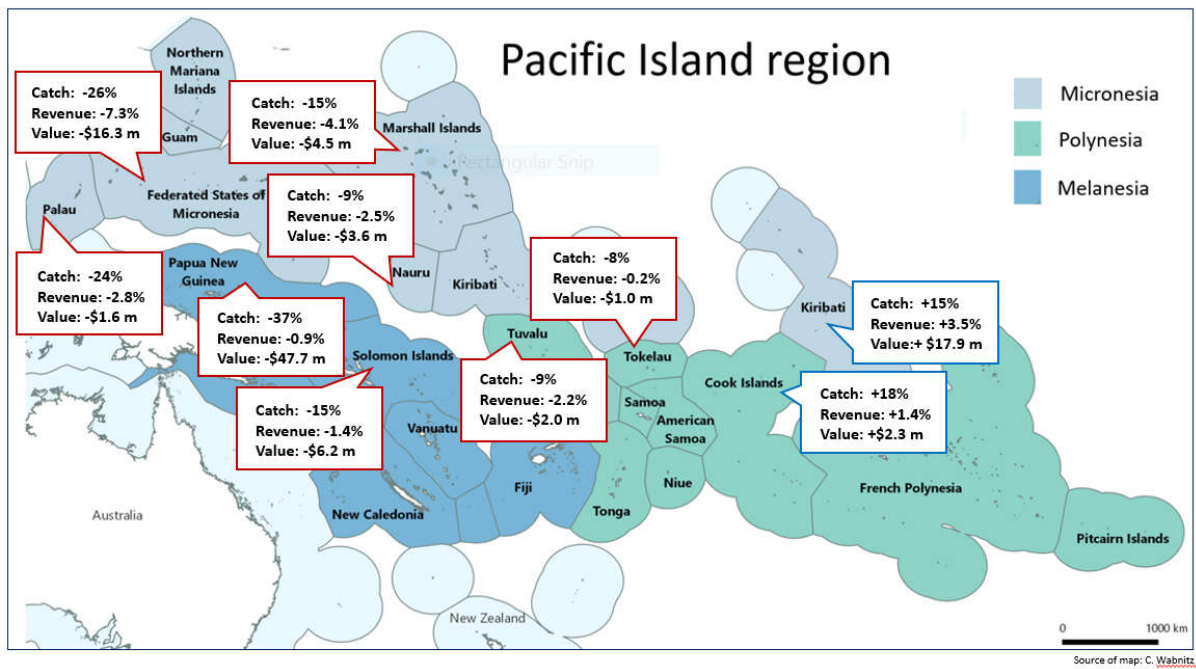 Pacific Island region
Northern
Mariana
Islands
Guam
Catch: -26%
Revenue: -7.3%
Value: -$16.3 m
Catch: -15%
Revenue: -4.1%
Value: -$4.5 m
Marshall Islands
Micronesia
Polynesia
Melanesia
Rectangular Snip
Palau
Federated States of
Micronesia
Catch: -9%
Revenue: -2.5%
Value: -$3.6 m
Catch: -24%
Revenue: -2.8%
Value: -$1.6 m
Papua New
Guinea
Nauru
Kiribati
Catch: -8%
Revenue: -0.2%
Value: -$1.0 m
Kiribati
Catch: +15%
Revenue: +3.5%
Value:+ $17.9 m
Catch: -37%
Revenue: -0.9%
Value: -$47.7 m
Solomon Islands
Tuvalu
Tokelau
Cook Islands
Catch: -9%
Revenue: -2.2%
Value: -$2.0 m
Catch: +18%
Revenue: +1.4%
Value: +$2.3 m
Catch: -15%
Revenue: -1.4%
Value: -$6.2 m
Vanuatu
Samoa
American
Samoa
Fiji
Niue
Tonga
New Caledonia
French Polynesia
Pitcairn Islands
Australia
New Zealand
0 1000 km
Source of map: C. Wabnitz